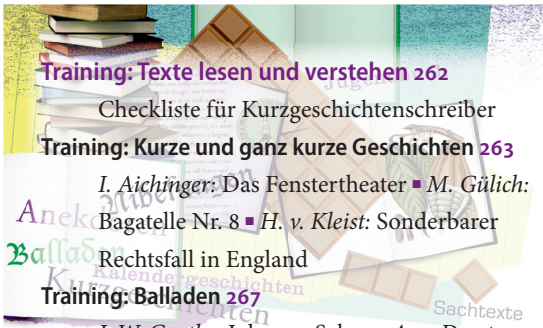 Training: Texte lesen und verstehen 262
Checkliste für Kurzgeschichtenschreiber
Training: Kurze und ganz kurze Geschichten 263
I. Aichinger: Das Fenstertheater ■ M. Gülich:
Bagatelle Nr. 8 ■ H. v. Kleist: Sonderbarer
Rechtsfall in England
Balladen
Kalendergeschichten
Kurzgeschichten
Training: Balladen 267
Sachtexte